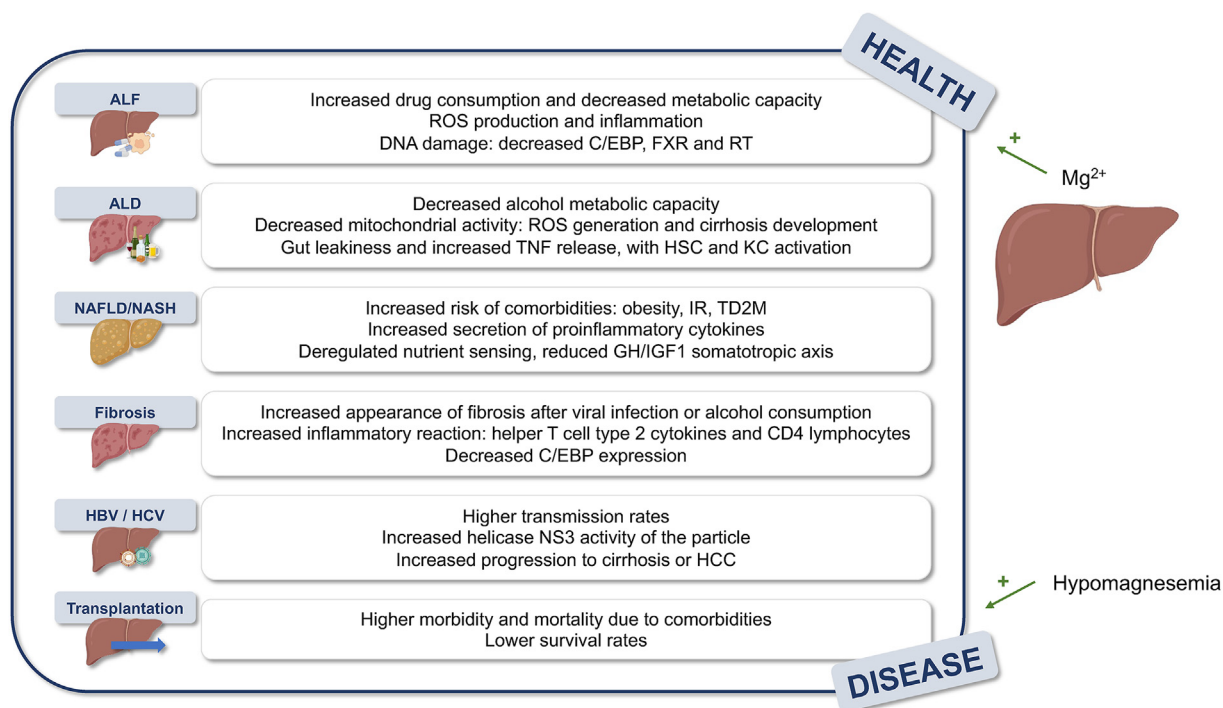 HEALTH
ALF
Increased drug consumption and decreased metabolic capacity
ROS production and inflammation
DNA damage: decreased C/EBP, FXR and RT
+
Mg²⁺
ALD
Decreased alcohol metabolic capacity
Decreased mitochondrial activity: ROS generation and cirrhosis development
Gut leakiness and increased TNF release, with HSC and KC activation
NAFLD/NASH
Increased risk of comorbidities: obesity, IR, TD2M
Increased secretion of proinflammatory cytokines
Deregulated nutrient sensing, reduced GH/IGF1 somatotropic axis
Fibrosis
Increased appearance of fibrosis after viral infection or alcohol consumption
Increased inflammatory reaction: helper T cell type 2 cytokines and CD4 lymphocytes
Decreased C/EBP expression
HBV / HCV
Higher transmission rates
Increased helicase NS3 activity of the particle
Increased progression to cirrhosis or HCC
+
Hypomagnesemia
Transplantation
Higher morbidity and mortality due to comorbidities
Lower survival rates
DISEASE